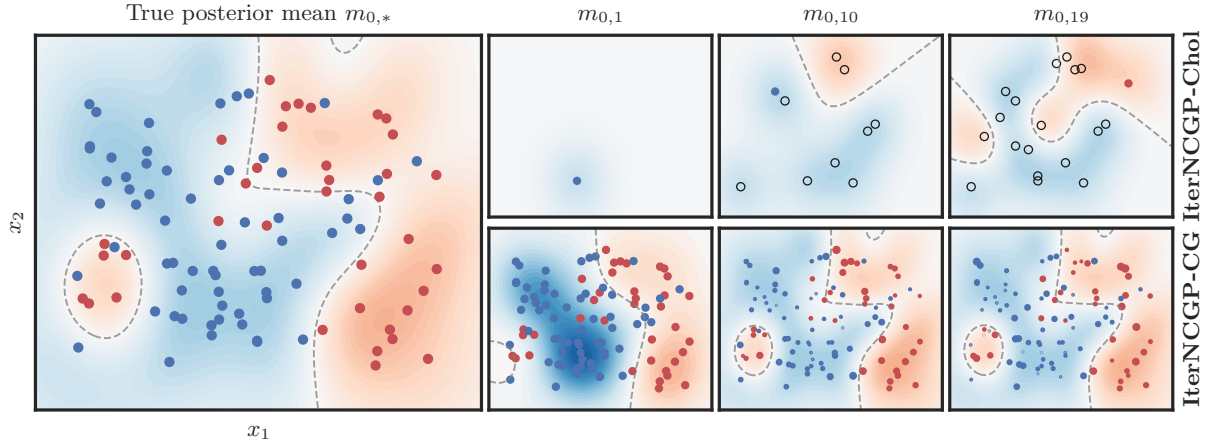 True posterior mean $m_{0,*}$
$m_{0,1}$
$m_{0,10}$
$m_{0,19}$
IterNCGP-Chol
IterNCGP-CG
$x_2$
$x_1$